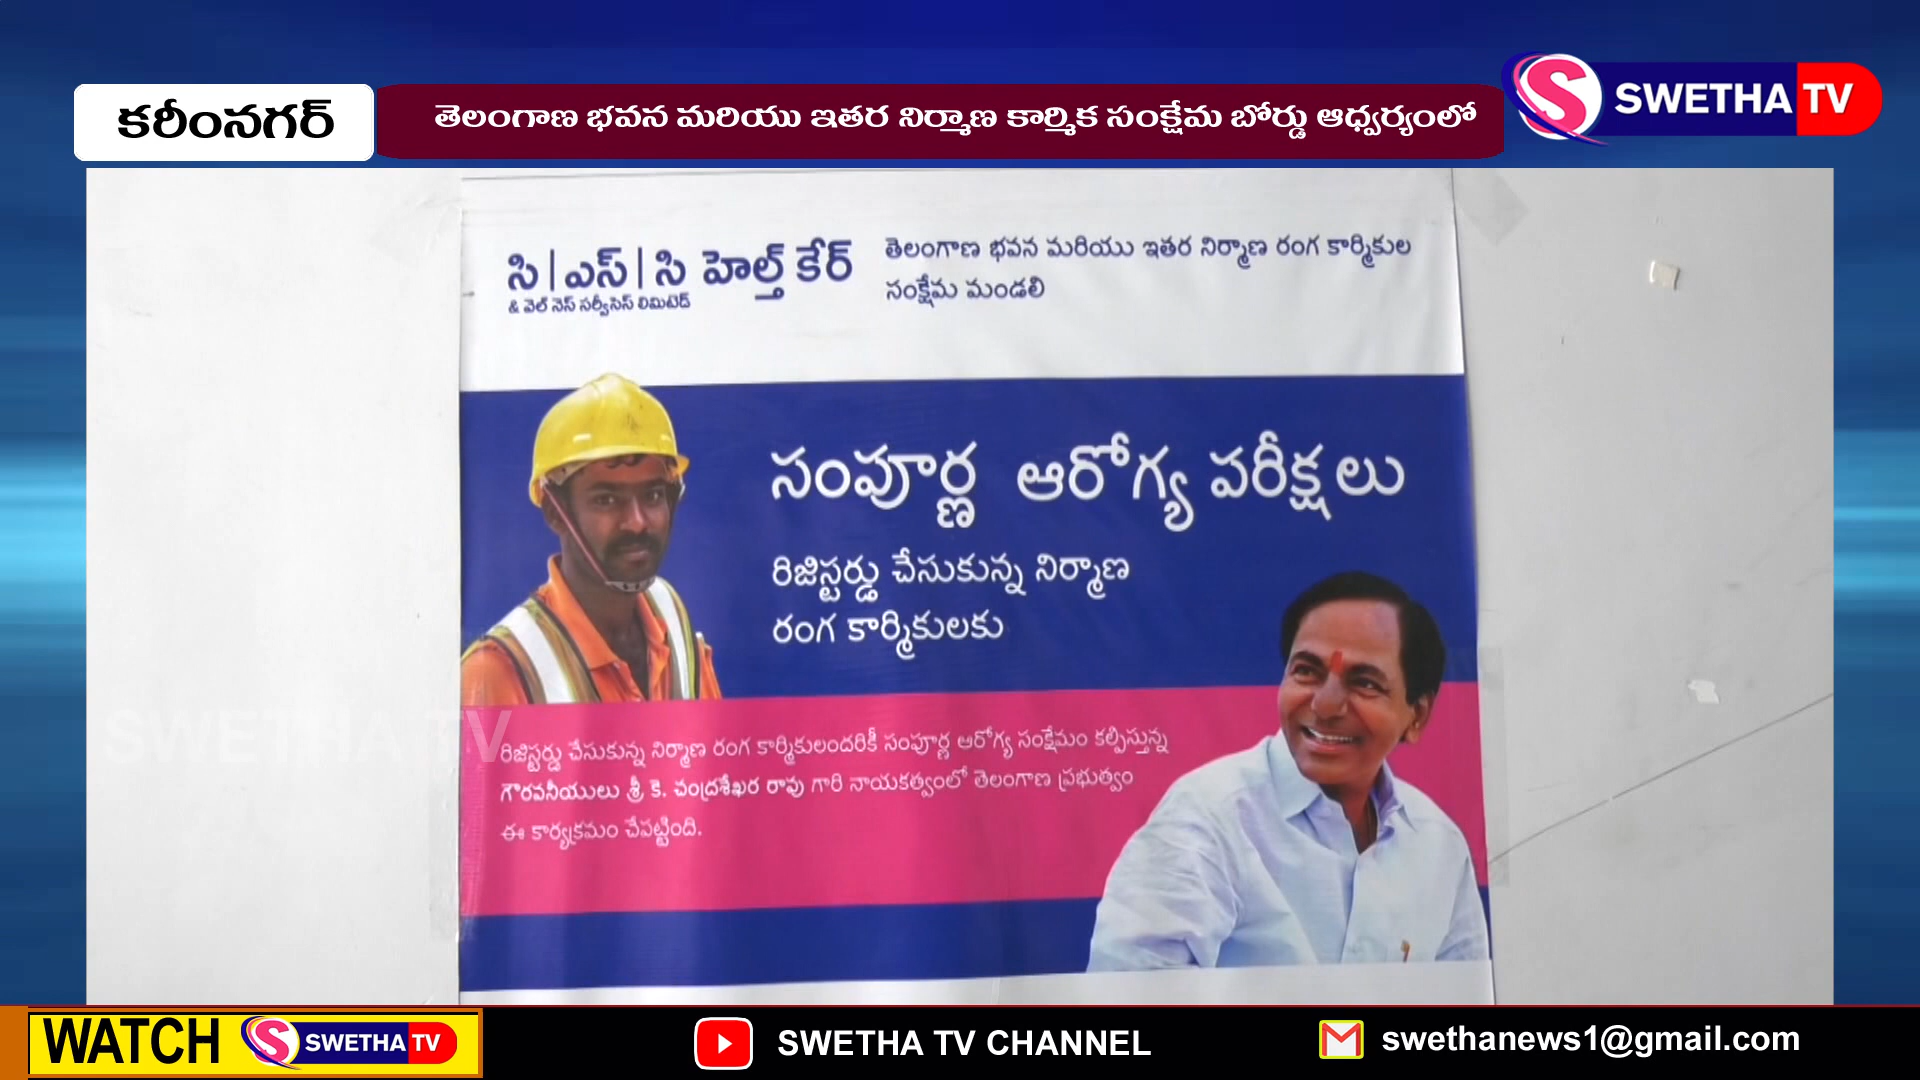 కరీంనగర్
తెలంగాణ భవన మరియు ఇతర నిర్మాణ కార్మిక సంక్షేమ బోర్డు ఆధ్వర్యంలో
SWETHA TV
సి|ఎస్|సి హెల్త్ కేర్
& వెల్ నెస్ సర్వీసెస్ లిమిటెడ్
తెలంగాణ భవన మరియు ఇతర నిర్మాణ రంగ కార్మికుల
సంక్షేమ మండలి
సంపూర్ణ ఆరోగ్య పరీక్షలు
రిజిస్టర్డు చేసుకున్న నిర్మాణ
రంగ కార్మికులకు
SWETHA TV
రిజిస్టర్డు చేసుకున్న నిర్మాణ రంగ కార్మికులందరికీ సంపూర్ణ ఆరోగ్య సంక్షేమం కల్పిస్తున్న
గౌరవనీయులు శ్రీ కె. చంద్రశేఖర రావు గారి నాయకత్వంలో తెలంగాణ ప్రభుత్వం
ఈ కార్యక్రమం చేపట్టింది.
WATCH SWETHA TV
SWETHA TV CHANNEL
swethanews1@gmail.com